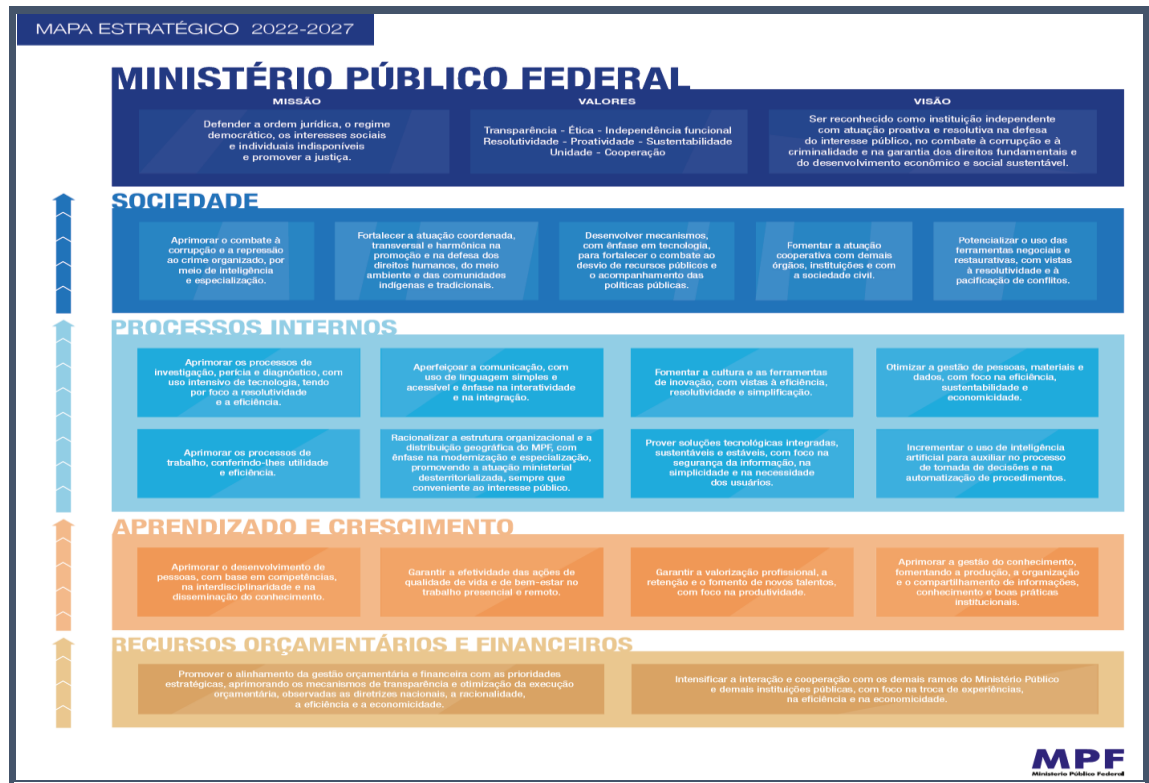 MAPA ESTRATÉGICO 2022-2027
MINISTÉRIO PÚBLICO FEDERAL
MISSÃO
Defender a ordem jurídica, o regime
democrático, os interesses sociais
e individuais indisponíveis
e promover a justiça.
VALORES
Transparência - Ética - Independência funcional
Resolutividade - Proatividade - Sustentabilidade
Unidade - Cooperação
VISÃO
Ser reconhecido como instituição independente
com atuação proativa e resolutiva na defesa
do interesse público, no combate à corrupção e à
criminalidade e na garantia dos direitos fundamentais e
do desenvolvimento econômico e social sustentável.
SOCIEDADE
Aprimorar o combate à
corrupção e a repressão
ao crime organizado, por
meio de inteligência
e especialização.
Fortalecer a atuação coordenada,
transversal e harmônica na
promoção e na defesa dos
direitos humanos, do meio
ambiente e das comunidades
indígenas e tradicionais.
Desenvolver mecanismos,
com ênfase em tecnologia,
para fortalecer o combate ao
desvio de recursos públicos e
o acompanhamento das
políticas públicas.
Fomentar a atuação
cooperativa com demais
órgãos, instituições e com
a sociedade civil.
Potencializar o uso das
ferramentas negociais e
restaurativas, com vistas
à resolutividade e à
pacificação de conflitos.
PROCESSOS INTERNOS
Aprimorar os processos de
investigação, perícia e diagnóstico, com
uso intensivo de tecnologia, tendo
por foco a resolutividade
e a eficiência.
Aperfeiçoar a comunicação, com
uso de linguagem simples e
acessível e ênfase na interatividade
e na integração.
Fomentar a cultura e as ferramentas
de inovação, com vistas à eficiência,
resolutividade e simplificação.
Otimizar a gestão de pessoas, materiais e
dados, com foco na eficiência,
sustentabilidade e
economicidade.
Aprimorar os processos de
trabalho, conferindo-lhes utilidade
e eficiência.
Racionalizar a estrutura organizacional e a
distribuição geográfica do MPF, com
ênfase na modernização e especialização,
promovendo a atuação ministerial
desterritorializada, sempre que
conveniente ao interesse público.
Prover soluções tecnológicas integradas,
sustentáveis e estáveis, com foco na
segurança da informação, na
simplicidade e na necessidade
dos usuários.
Incrementar o uso de inteligência
artificial para auxiliar no processo
de tomada de decisões e na
automatização de procedimentos.
APRENDIZADO E CRESCIMENTO
Aprimorar o desenvolvimento de
pessoas, com base em competências,
na interdisciplinaridade e na
disseminação do conhecimento.
Garantir a efetividade das ações de
qualidade de vida e de bem-estar no
trabalho presencial e remoto.
Garantir a valorização profissional, a
retenção e o fomento de novos talentos,
com foco na produtividade.
Aprimorar a gestão do conhecimento,
fomentando a produção, a organização
e o compartilhamento de informações,
conhecimento e boas práticas
institucionais.
RECURSOS ORÇAMENTÁRIOS E FINANCEIROS
Promover o alinhamento da gestão orçamentária e financeira com as prioridades
estratégicas, aprimorando os mecanismos de transparência e otimização da execução
orçamentária, observadas as diretrizes nacionais, a racionalidade,
a eficiência e a economicidade.
Intensificar a interação e cooperação com os demais ramos do Ministério Público
e demais instituições públicas, com foco na troca de experiências,
na eficiência e na economicidade.
MPF
Ministério Público Federal